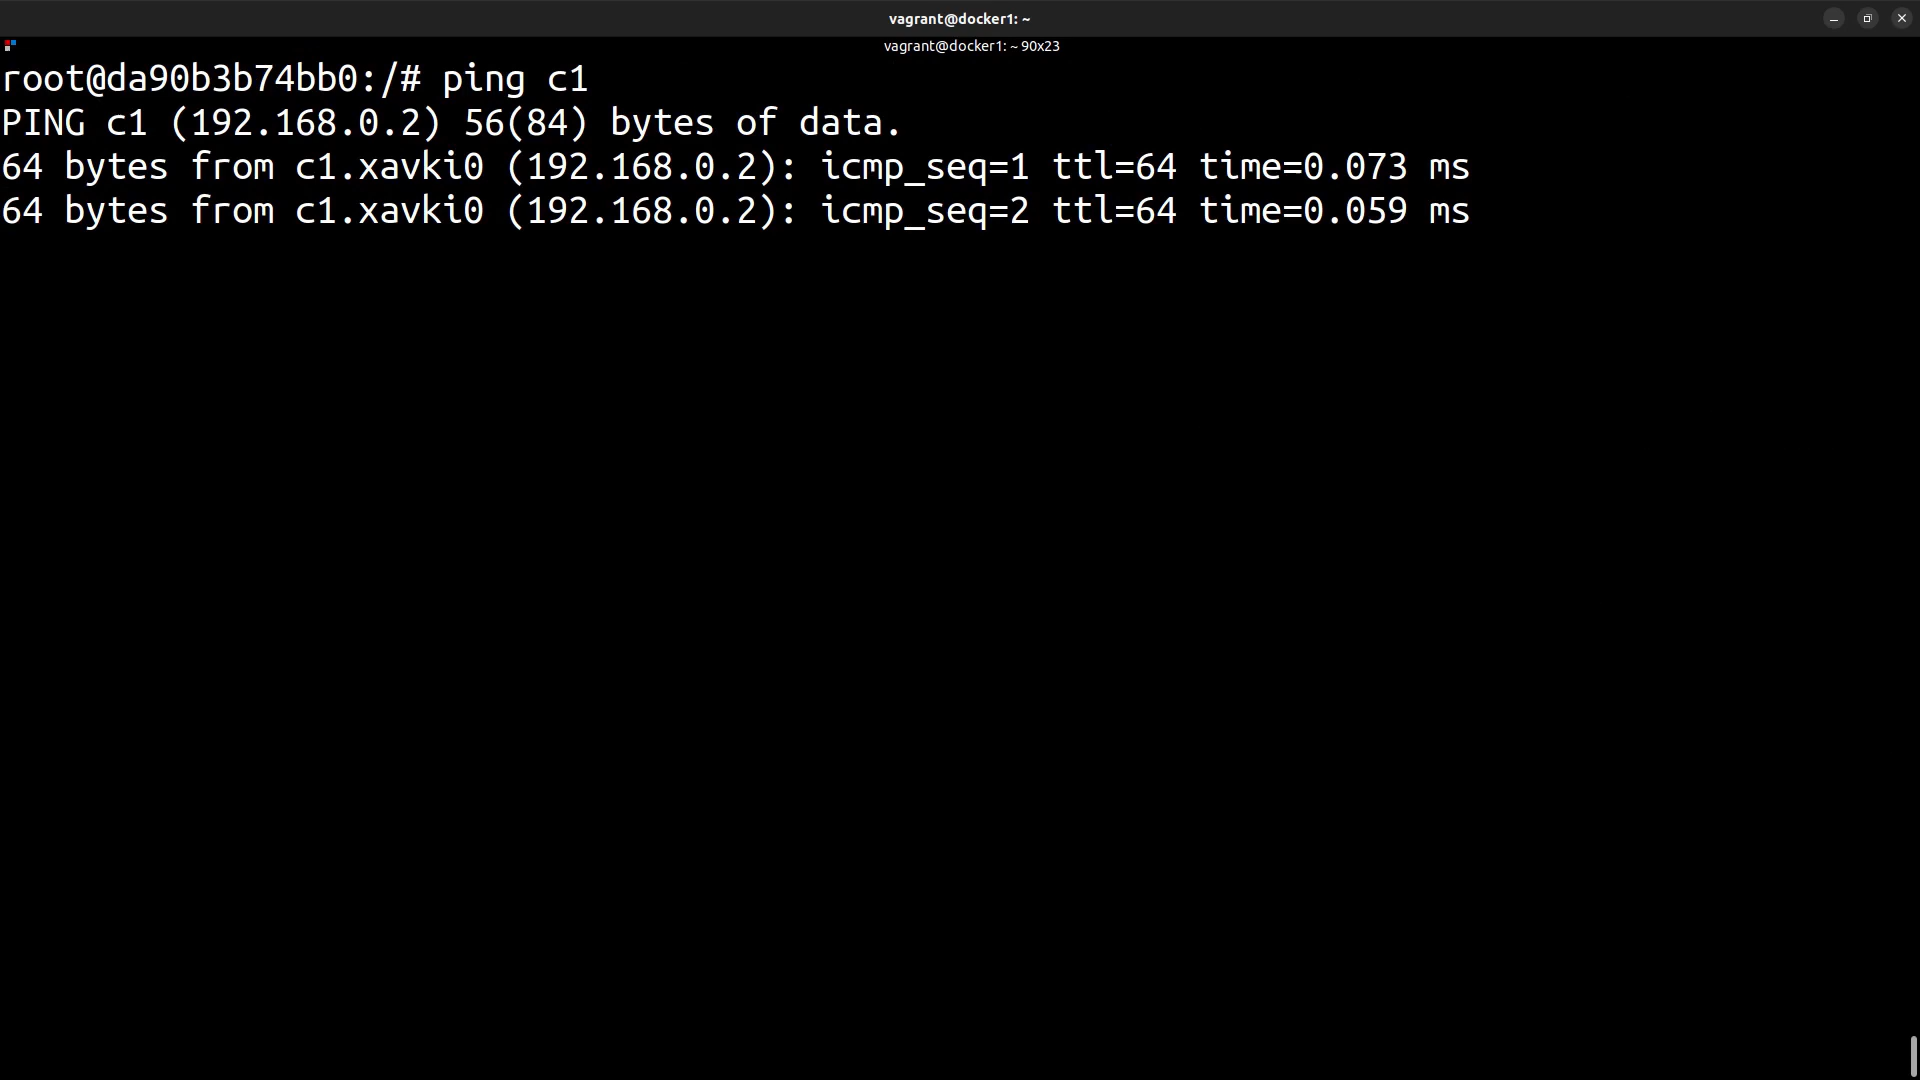 vagrant@docker1: ~
vagrant@docker1: ~ 90x23
root@da90b3b74bb0:/# ping c1
PING c1 (192.168.0.2) 56(84) bytes of data.
64 bytes from c1.xavki0 (192.168.0.2): icmp_seq=1 ttl=64 time=0.073 ms
64 bytes from c1.xavki0 (192.168.0.2): icmp_seq=2 ttl=64 time=0.059 ms